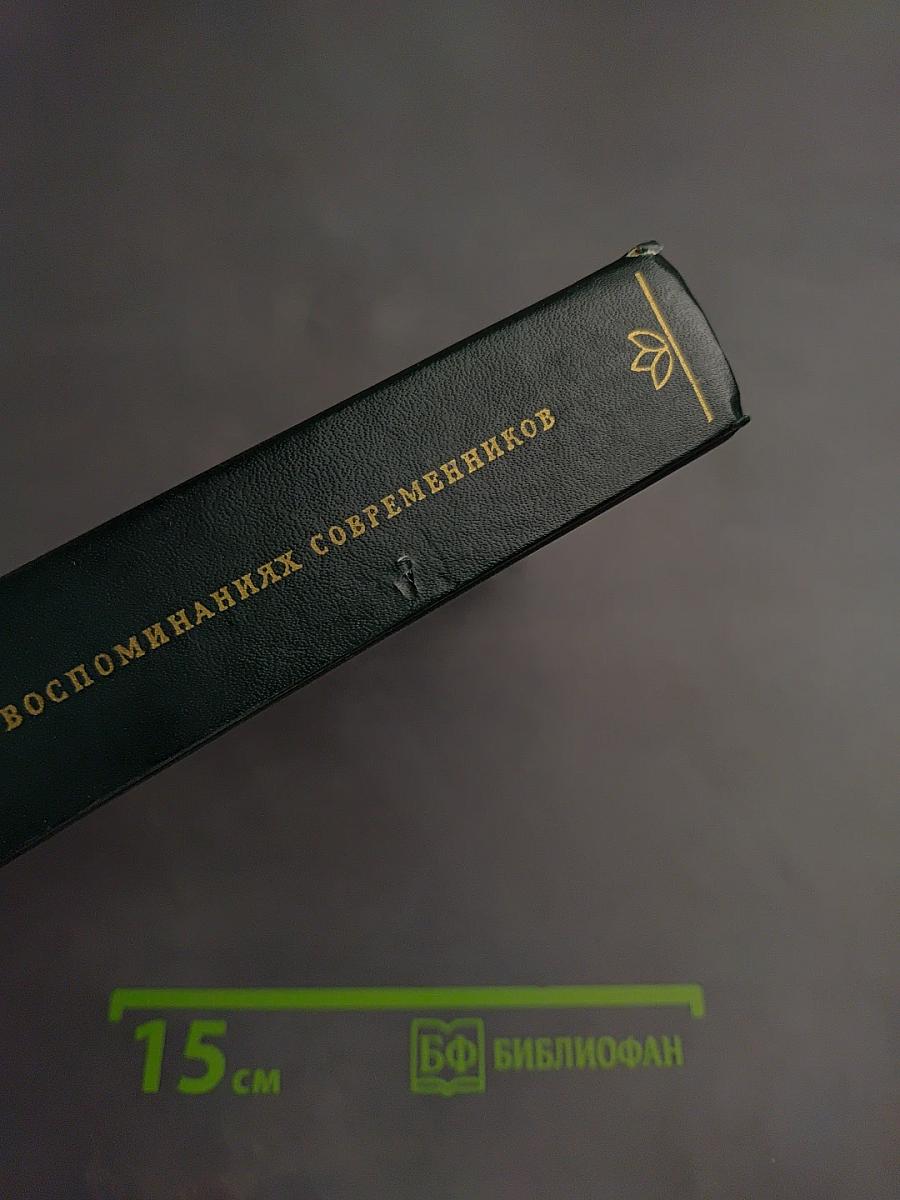 ВОСПОМИНАНИЯХ СОВРЕМЕННИКОВ
15 см
БФ БИБЛИОФАН